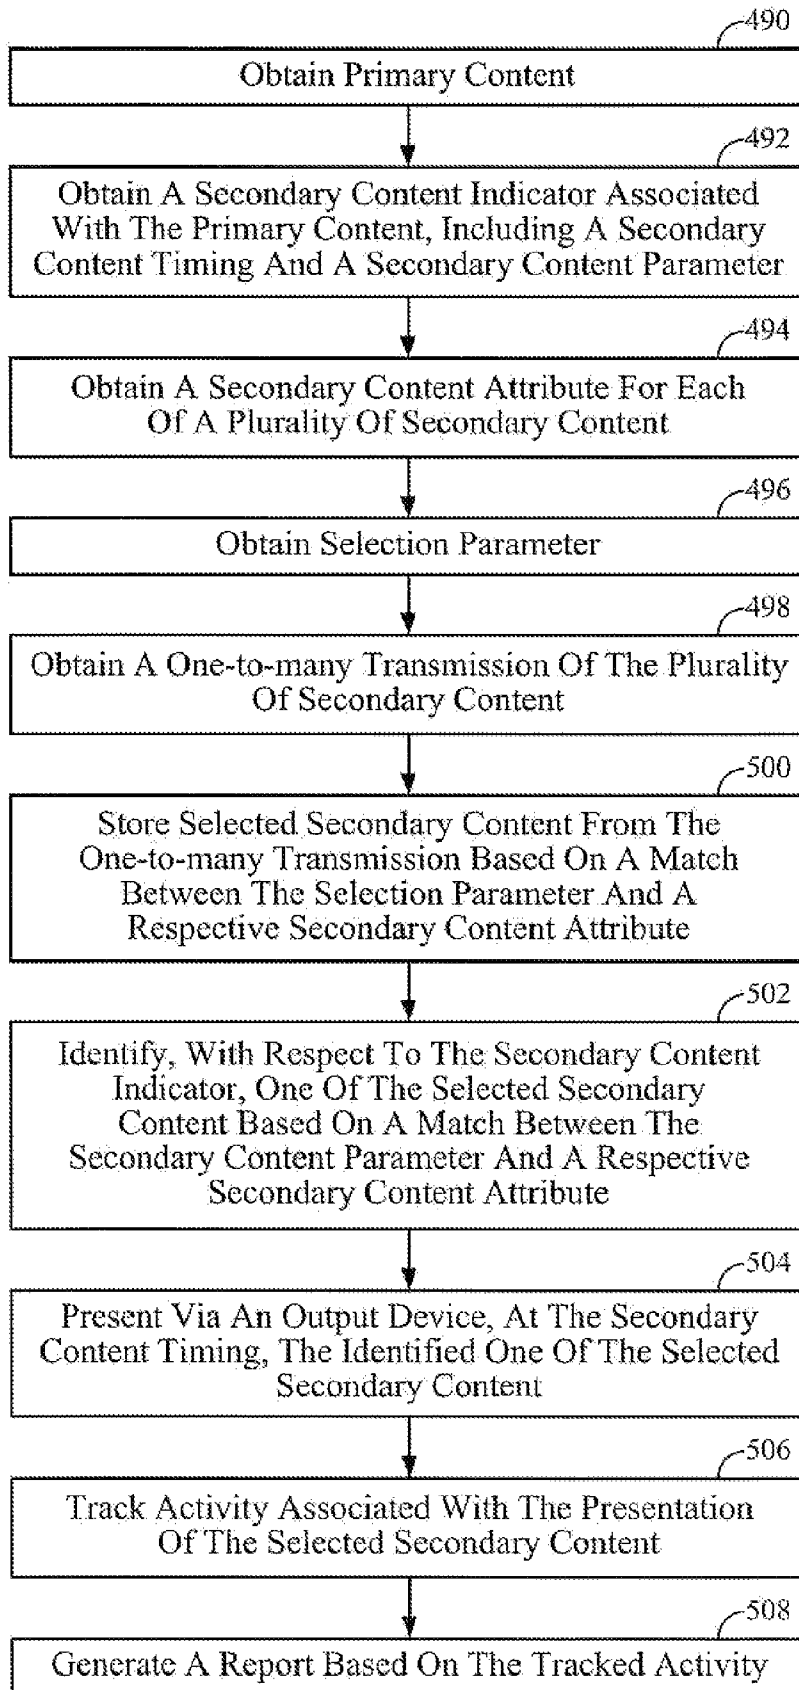 490
Obtain Primary Content
492
Obtain A Secondary Content Indicator Associated
With The Primary Content, Including A Secondary
Content Timing And A Secondary Content Parameter
494
Obtain A Secondary Content Attribute For Each
Of A Plurality Of Secondary Content
496
Obtain Selection Parameter
498
Obtain A One-to-many Transmission Of The Plurality
Of Secondary Content
500
Store Selected Secondary Content From The
One-to-many Transmission Based On A Match
Between The Selection Parameter And A
Respective Secondary Content Attribute
502
Identify, With Respect To The Secondary Content
Indicator, One Of The Selected Secondary
Content Based On A Match Between The
Secondary Content Parameter And A Respective
Secondary Content Attribute
504
Present Via An Output Device, At The Secondary
Content Timing, The Identified One Of The Selected
Secondary Content
506
Track Activity Associated With The Presentation
Of The Selected Secondary Content
508
Generate A Report Based On The Tracked Activity